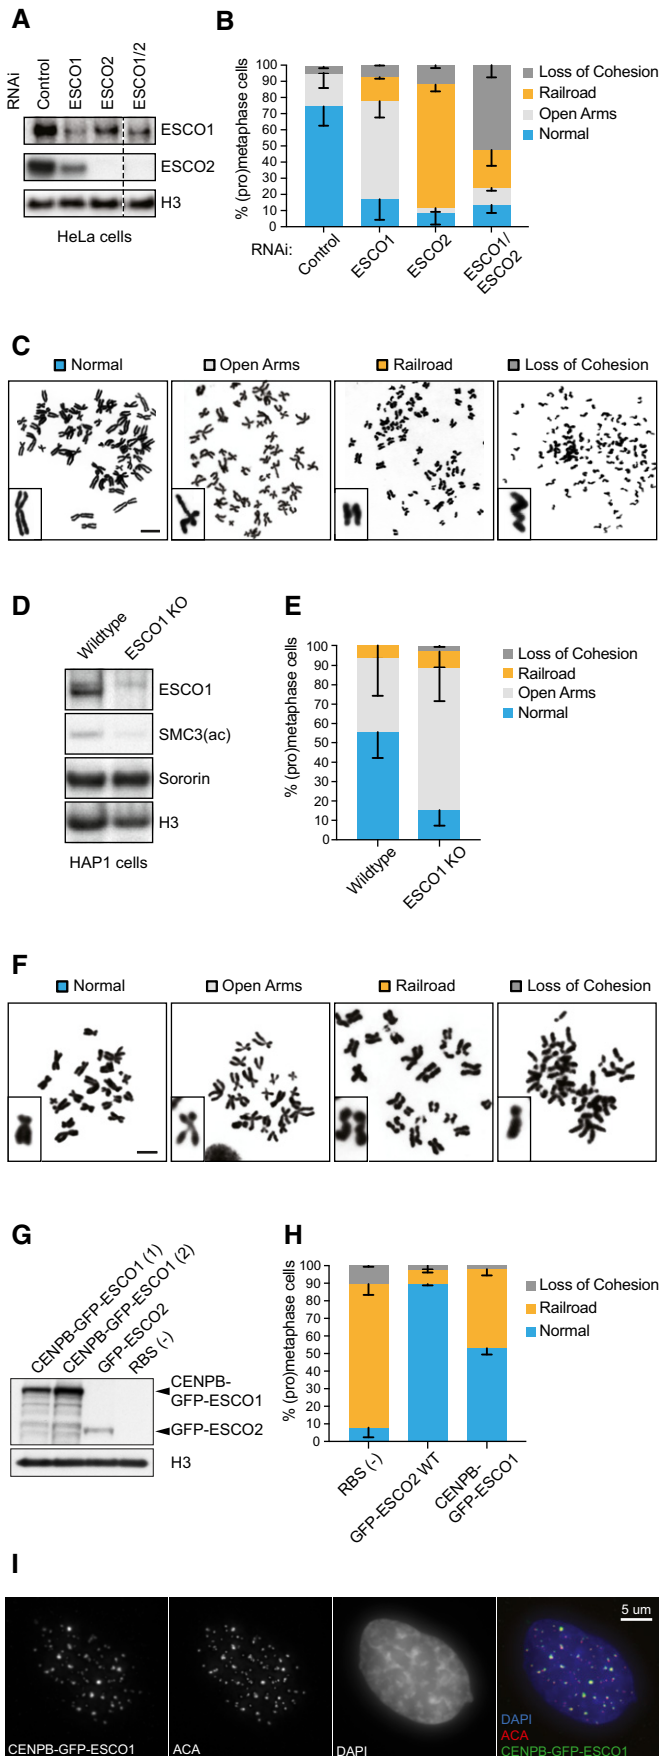 A
RNAi
Control
ESCO1
ESCO2
ESCO1/2
ESCO1
ESCO2
H3
HeLa cells
B
% (pro)metaphase cells
100
90
80
70
60
50
40
30
20
10
0
Loss of Cohesion
Railroad
Open Arms
Normal
RNAi:
Control
ESCO1
ESCO2
ESCO1/
ESCO2
C
Normal
Open Arms
Railroad
Loss of Cohesion
D
Wildtype
ESCO1 KO
ESCO1
SMC3(ac)
Sororin
H3
HAP1 cells
E
% (pro)metaphase cells
100
90
80
70
60
50
40
30
20
10
0
Loss of Cohesion
Railroad
Open Arms
Normal
Wildtype
ESCO1 KO
F
Normal
Open Arms
Railroad
Loss of Cohesion
G
CENPB-GFP-ESCO1 (1)
CENPB-GFP-ESCO1 (2)
GFP-ESCO2
RBS (-)
CENPB-
GFP-ESCO1
GFP-ESCO2
H3
H
% (pro)metaphase cells
100
90
80
70
60
50
40
30
20
10
0
Loss of Cohesion
Railroad
Normal
RBS (-)
GFP-ESCO2 WT
CENPB-
GFP-ESCO1
I
CENPB-GFP-ESCO1
ACA
DAPI
5 um
DAPI
ACA
CENPB-GFP-ESCO1